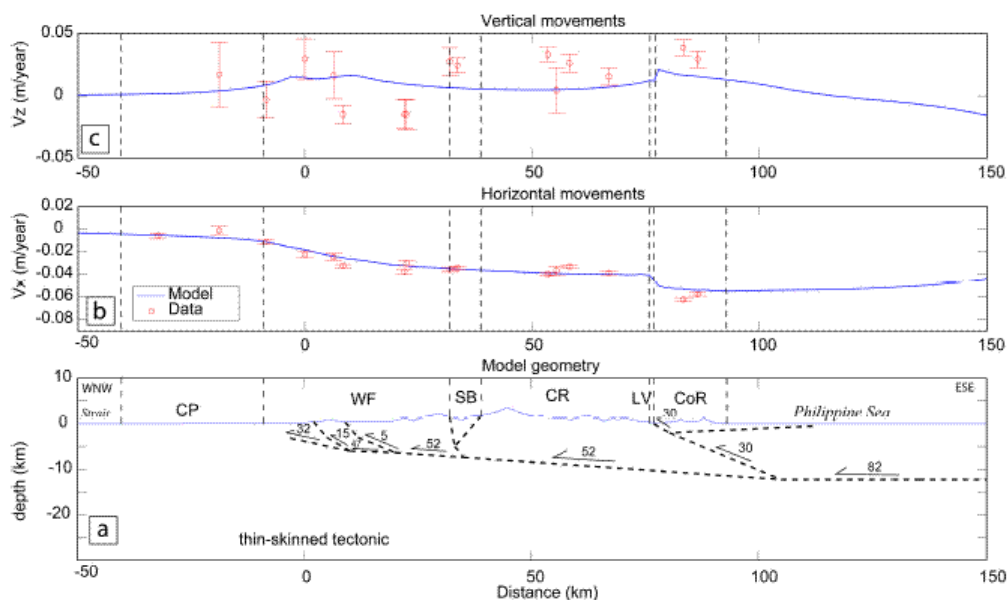 Vertical movements
0.05
0
-0.05
Vz (m/year)
c
-50 0 50 100 150
Horizontal movements
0.02
0
-0.02
-0.04
-0.06
-0.08
Vx (m/year)
Model
Data
b
-50 0 50 100 150
Model geometry
10
0
-10
-20
-30
depth (km)
WNW
ESE
Strait
CP
WF
SB
CR
LV
CoR
Philippine Sea
32
15
5
52
52
30
30
82
a
thin-skinned tectonic
-50 0 50 100 150
Distance (km)